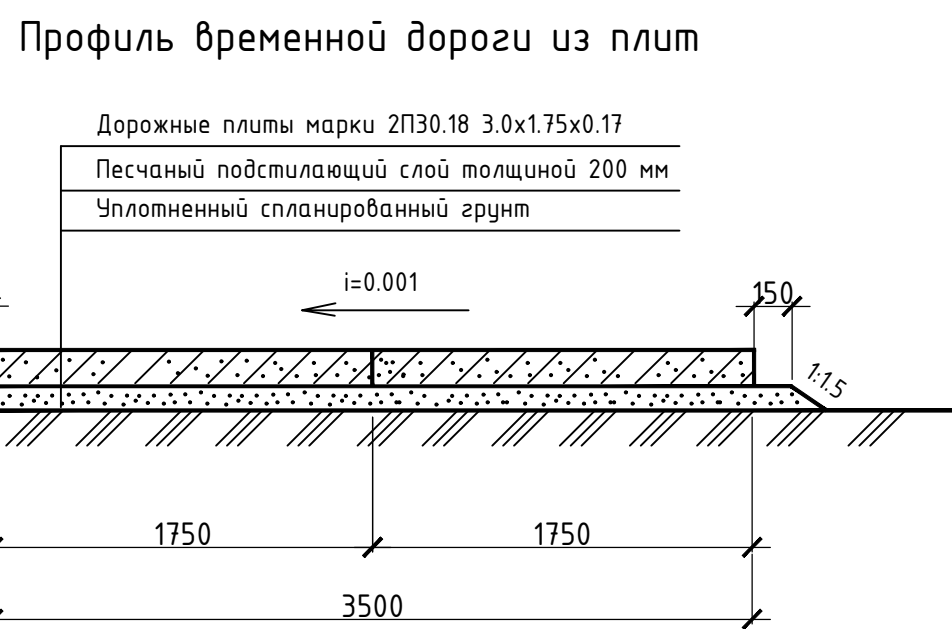 Профиль временной дороги из плит
Дорожные плиты марки 2П30.18 3.0х1.75х0.17
Песчаный подстилающий слой толщиной 200 мм
Уплотненный спланированный грунт
i=0.001
150
1:1.5
1750
1750
3500